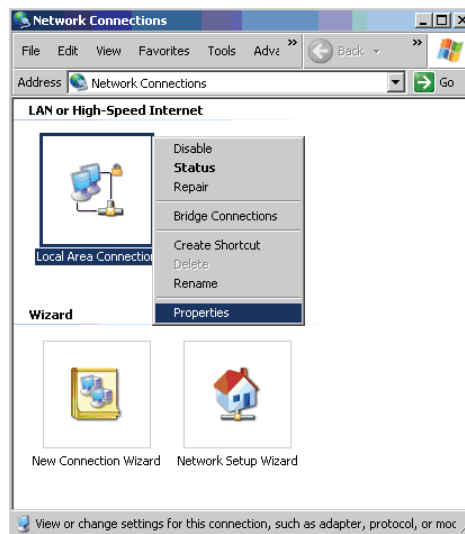 Network Connections
File Edit View Favorites Tools Adva » Back »
Address Network Connections Go
LAN or High-Speed Internet
Local Area Connection
Disable
Status
Repair
Bridge Connections
Create Shortcut
Delete
Rename
Properties
Wizard
New Connection Wizard Network Setup Wizard
View or change settings for this connection, such as adapter, protocol, or moc